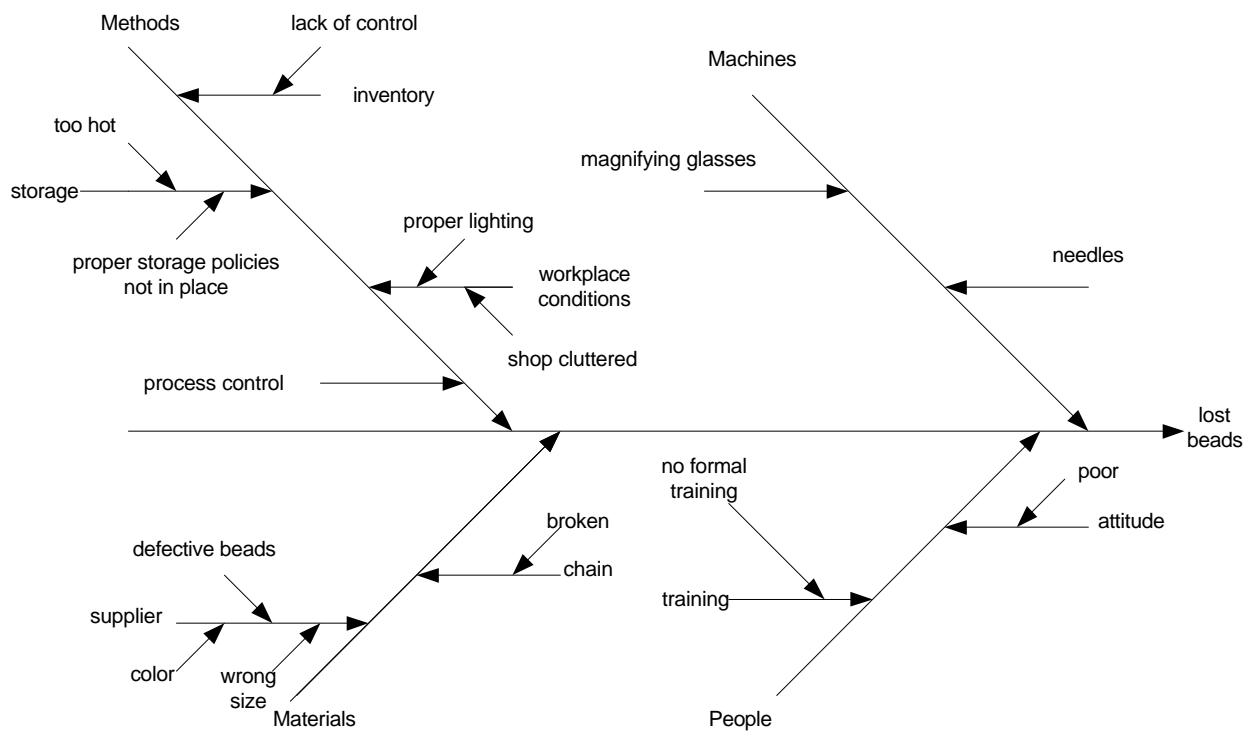 Methods
lack of control
inventory
Machines
too hot
storage
magnifying glasses
proper storage policies
not in place
proper lighting
workplace
conditions
needles
shop cluttered
process control
lost
beads
no formal
training
poor
attitude
broken
chain
defective beads
supplier
training
color
wrong
size
Materials
People